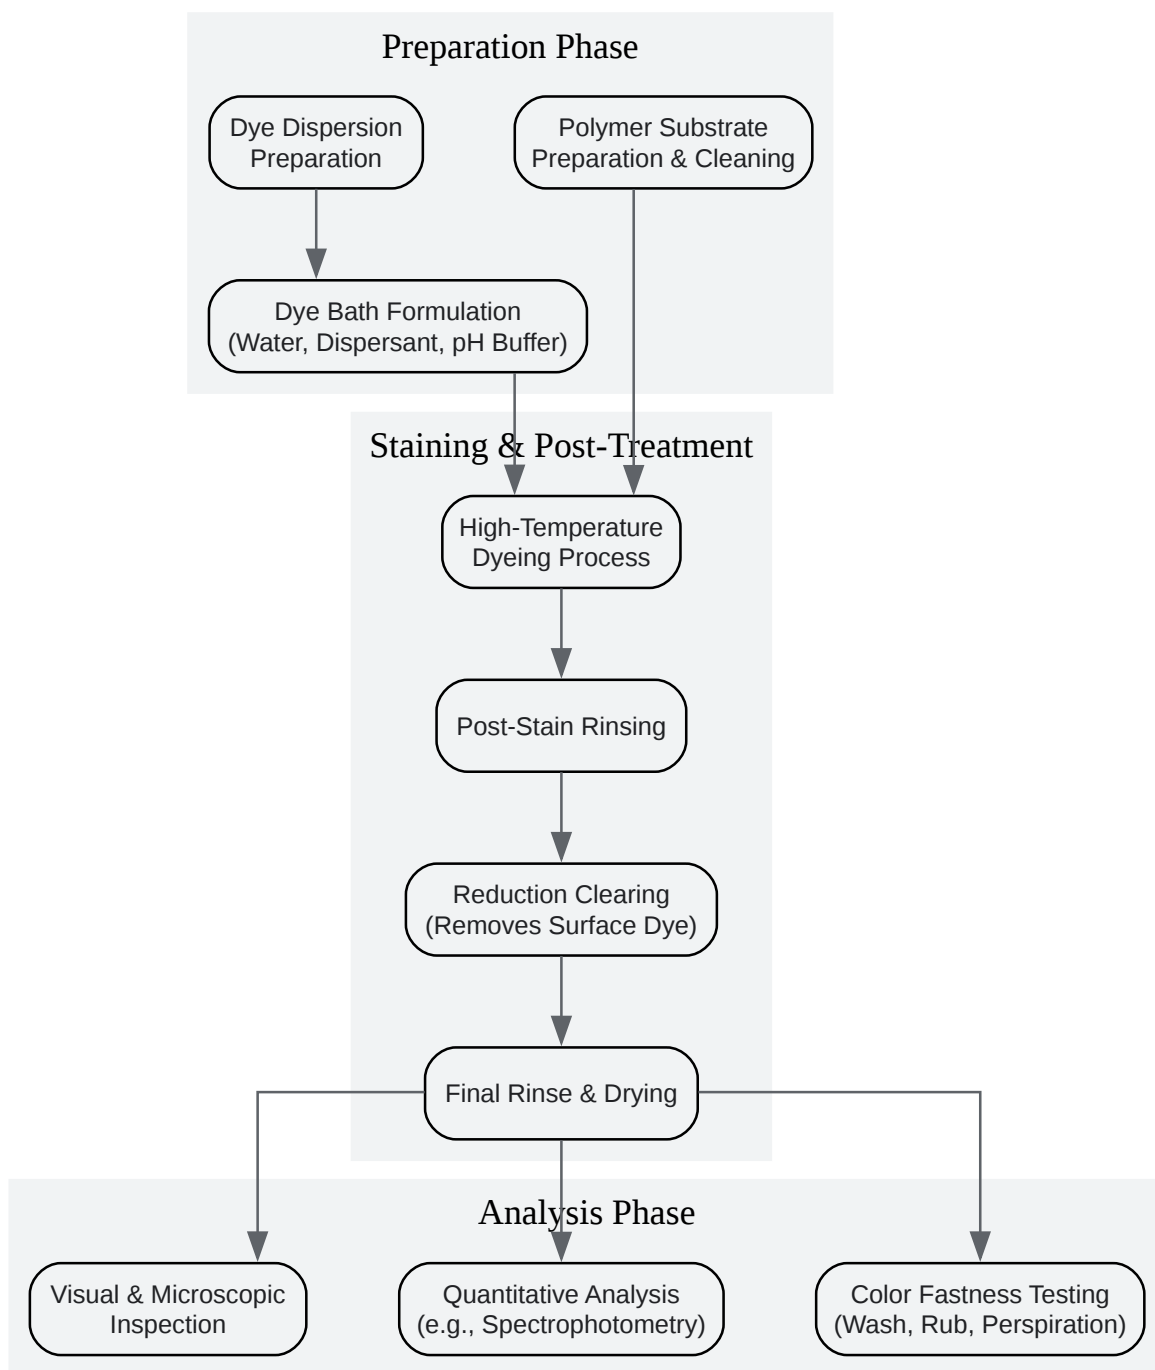 Preparation Phase
Dye Dispersion
Preparation
Polymer Substrate
Preparation & Cleaning
Dye Bath Formulation
(Water, Dispersant, pH Buffer)
Staining & Post-Treatment
High-Temperature
Dyeing Process
Post-Stain Rinsing
Reduction Clearing
(Removes Surface Dye)
Final Rinse & Drying
Analysis Phase
Visual & Microscopic
Inspection
Quantitative Analysis
(e.g., Spectrophotometry)
Color Fastness Testing
(Wash, Rub, Perspiration)